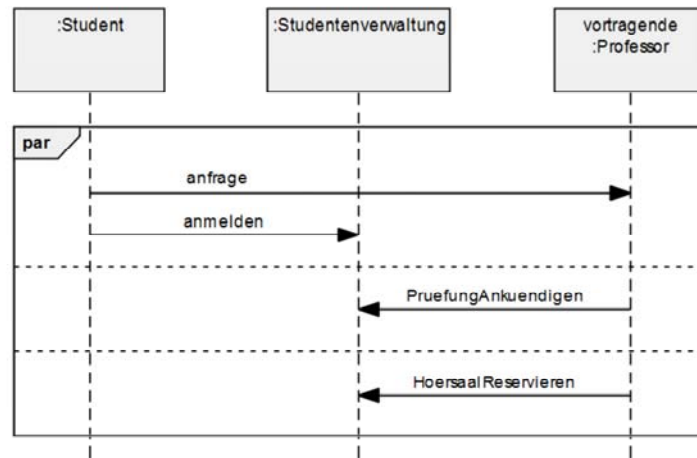 :Student
:Studentenverwaltung
vortragende
:Professor
par
anfrage
anmelden
PruefungAnkuendigen
HoersaalReservieren